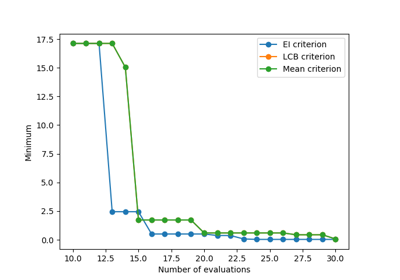 17.5
EI criterion
LCB criterion
Mean criterion
15.0
12.5
10.0
7.5
5.0
2.5
0.0
Minimum
10.0 12.5 15.0 17.5 20.0 22.5 25.0 27.5 30.0
Number of evaluations